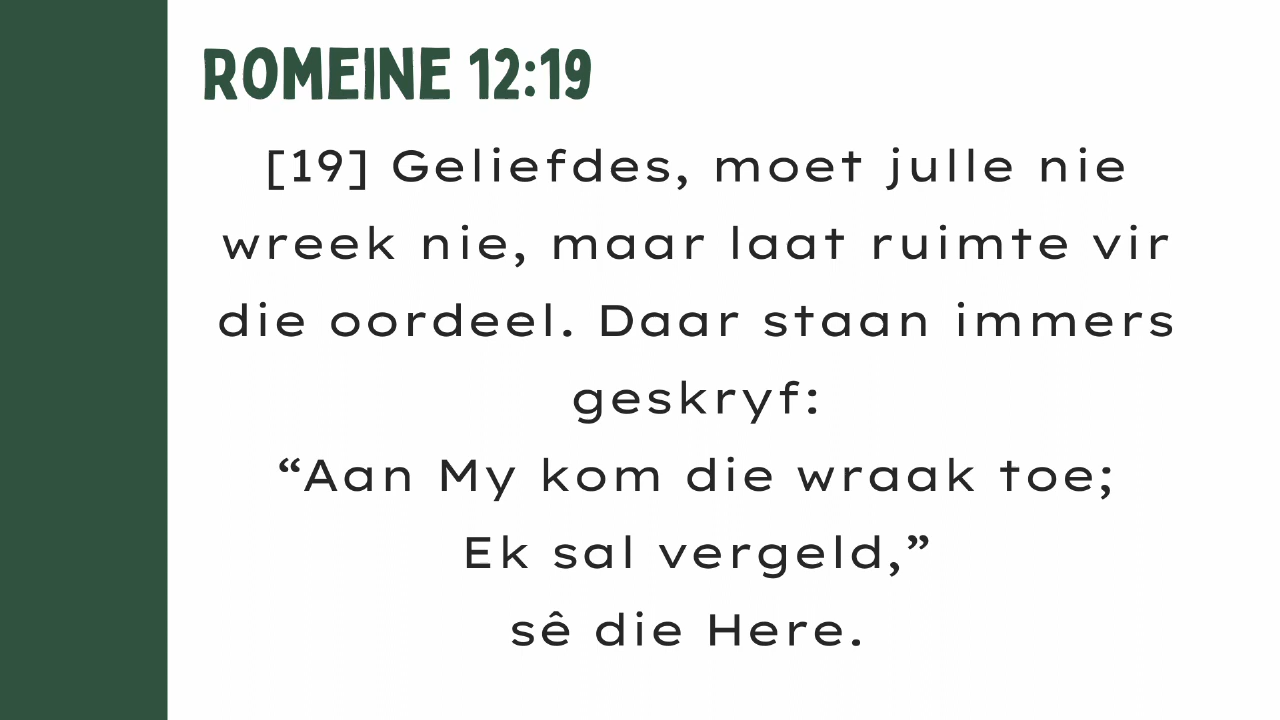 ROMEINE 12:19
[19] Geliefdes, moet julle nie
wreek nie, maar laat ruimte vir
die oordeel. Daar staan immers
geskryf:
“Aan My kom die wraak toe;
Ek sal vergeld,”
sê die Here.